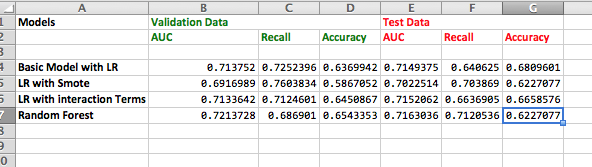 A B C D E F G
1 Models Validation Data Test Data
2 AUC Recall Accuracy AUC Recall Accuracy
3
4 Basic Model with LR 0.713752 0.7252396 0.6369942 0.7149375 0.640625 0.6809601
5 LR with Smote 0.6916989 0.7603834 0.5867052 0.7022514 0.703869 0.6227077
6 LR with interaction Terms 0.7133642 0.7124601 0.6450867 0.7152062 0.6636905 0.6658576
7 Random Forest 0.7213728 0.686901 0.6543353 0.7163036 0.7120536 0.6227077
8
9
0